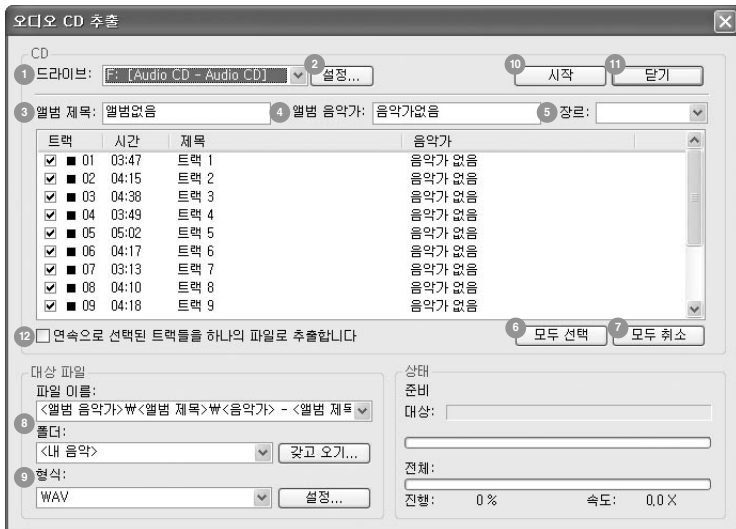 오디오 CD 추출
CD
1 드라이브: F: [Audio CD - Audio CD] 2 설정... 10 시작 11 닫기
3 앨범 제목: 앨범없음 4 앨범 음악가: 음악가없음 5 장르:
트랙 시간 제목 음악가
01 03:47 트랙 1 음악가 없음
02 04:15 트랙 2 음악가 없음
03 04:38 트랙 3 음악가 없음
04 03:49 트랙 4 음악가 없음
05 05:02 트랙 5 음악가 없음
06 04:17 트랙 6 음악가 없음
07 03:13 트랙 7 음악가 없음
08 04:10 트랙 8 음악가 없음
09 04:18 트랙 9 음악가 없음
12 연속으로 선택된 트랙들을 하나의 파일로 추출합니다 6 모두 선택 7 모두 취소
대상 파일
파일 이름:
<앨범 음악가>₩<앨범 제목>₩<음악가> - <앨범 제목
8 폴더:
<내 음악> 갖고 오기...
9 형식:
WAV 설정...
상태
준비
대상:
전체:
진행: 0 % 속도: 0,0 X